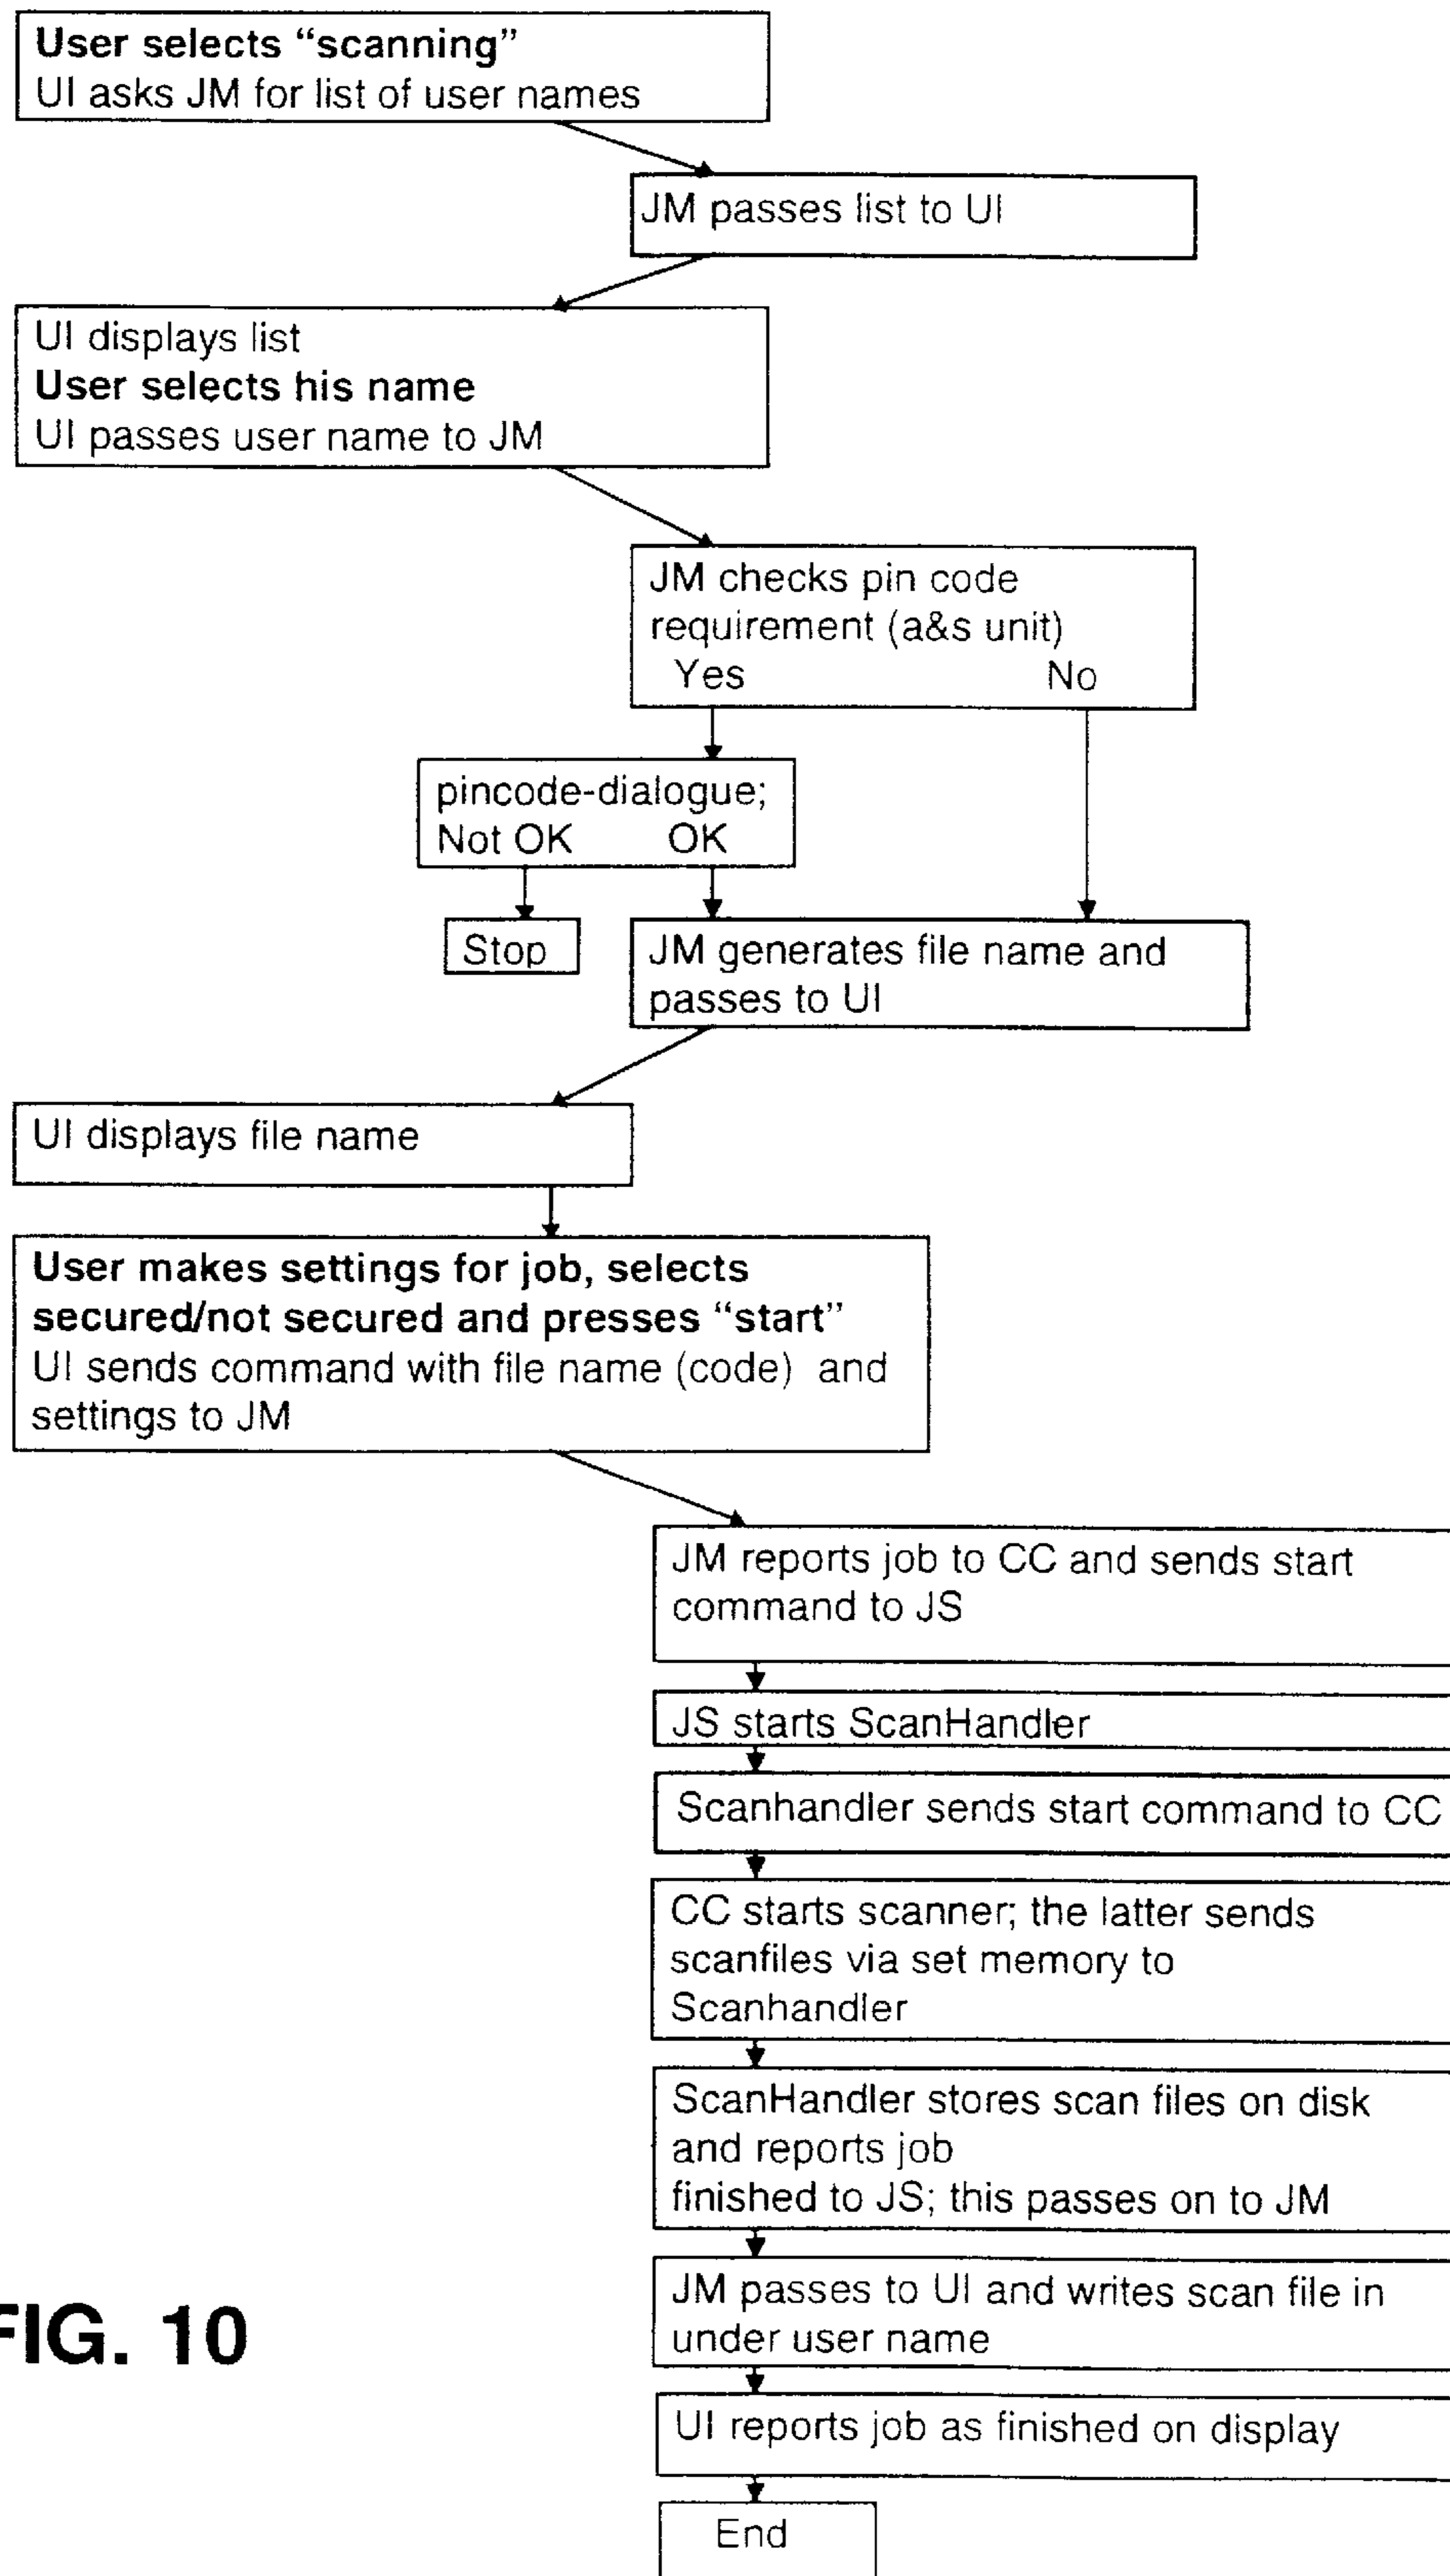 User selects “scanning”
UI asks JM for list of user names
JM passes list to UI
UI displays list
User selects his name
UI passes user name to JM
JM checks pin code
requirement (a&s unit)
Yes No
pincode-dialogue;
Not OK OK
Stop
JM generates file name and
passes to UI
UI displays file name
User makes settings for job, selects
secured/not secured and presses “start”
UI sends command with file name (code) and
settings to JM
JM reports job to CC and sends start
command to JS
JS starts ScanHandler
Scanhandler sends start command to CC
CC starts scanner; the latter sends
scanfiles via set memory to
Scanhandler
ScanHandler stores scan files on disk
and reports job
finished to JS; this passes on to JM
JM passes to UI and writes scan file in
under user name
UI reports job as finished on display
End
FIG. 10